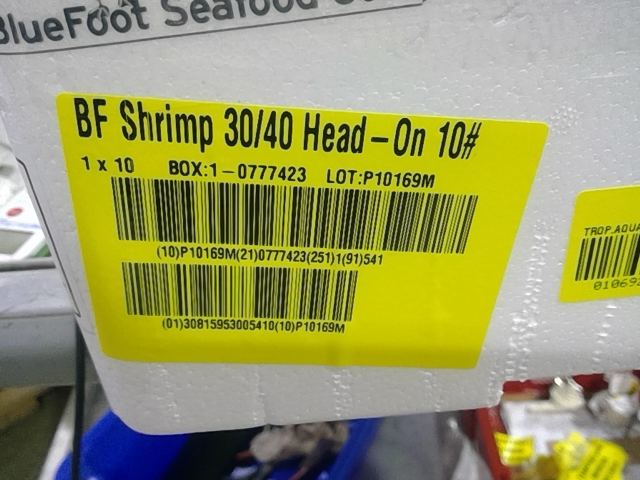 BlueFoot Seafood
BF Shrimp 30/40 Head-On 10#
1 x 10 BOX:1-0777423 LOT:P10169M
(10)P10169M(21)0777423(251)1(91)541
(01)30815953005410(10)P10169M
TROP.AQUA
01069